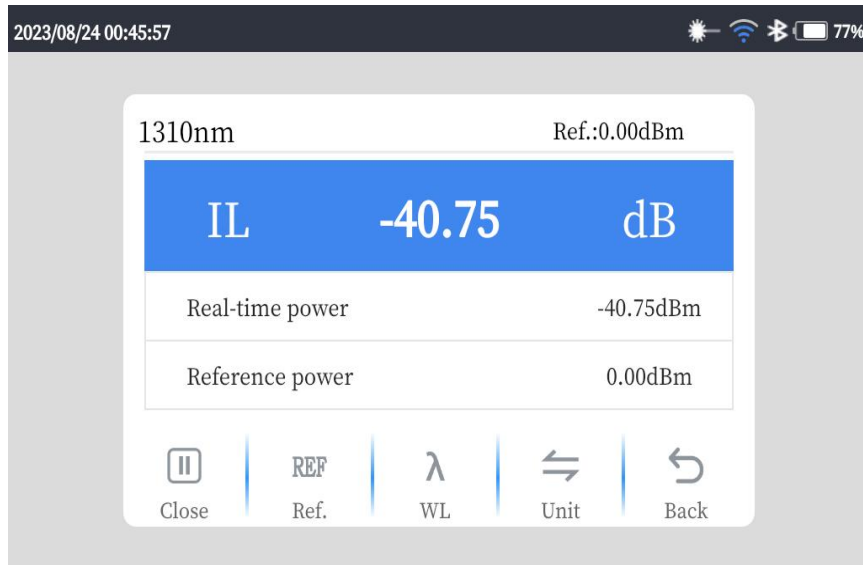 2023/08/24 00:45:57 77%
1310nm Ref.:0.00dBm
IL -40.75 dB
Real-time power -40.75dBm
Reference power 0.00dBm
REF λ
Close Ref. WL Unit Back